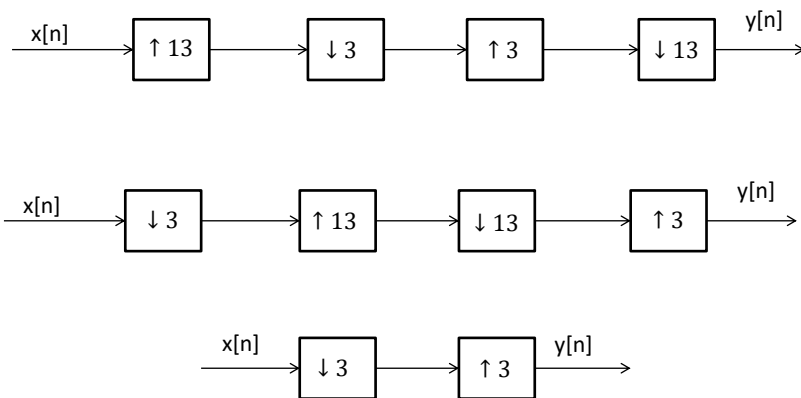 x[n] ↑ 13 ↓ 3 ↑ 3 ↓ 13 y[n]
x[n] ↓ 3 ↑ 13 ↓ 13 ↑ 3 y[n]
x[n] ↓ 3 ↑ 3 y[n]